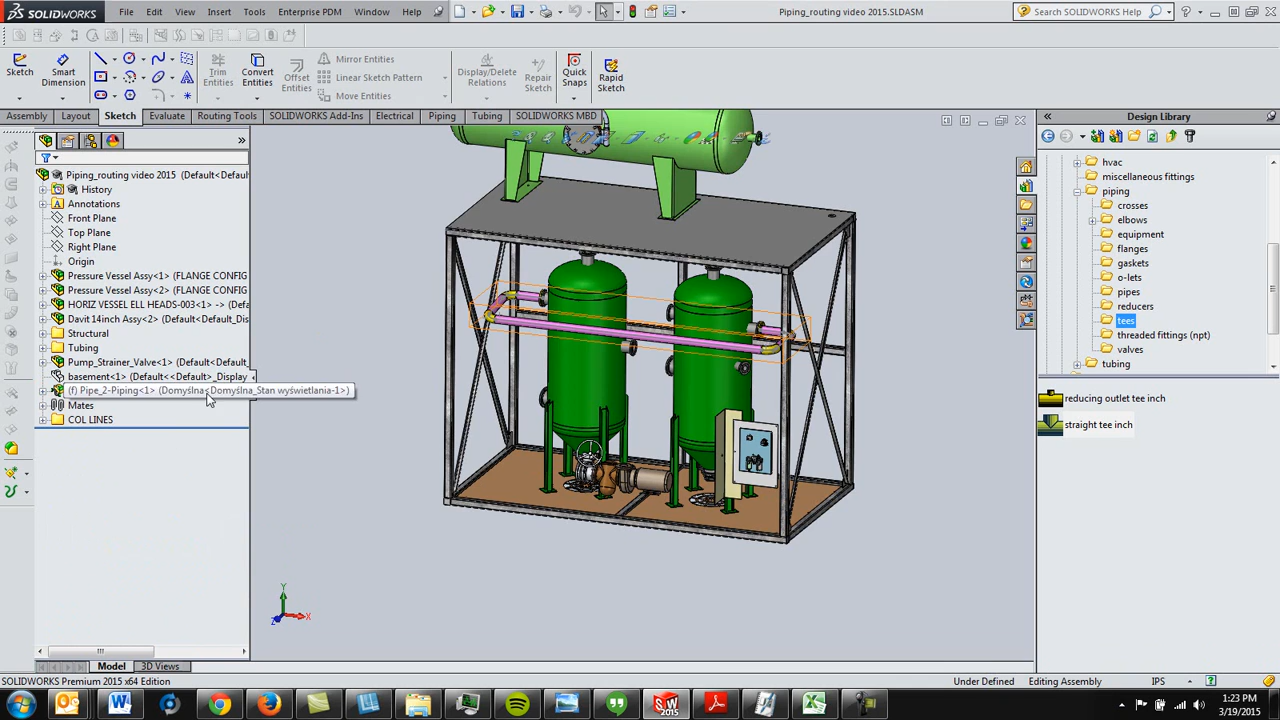 SOLIDWORKS
File Edit View Insert Tools Enterprise PDM Window Help
Piping_routing video 2015.SLDASM
Search SOLIDWORKS Help
Sketch
Smart Dimension
Trim Entities
Convert Entities
Offset Entities
Mirror Entities
Linear Sketch Pattern
Move Entities
Display/Delete Relations
Repair Sketch
Quick Snaps
Rapid Sketch
Assembly Layout Sketch Evaluate Routing Tools SOLIDWORKS Add-Ins Electrical Piping Tubing SOLIDWORKS MBD
Piping_routing video 2015 (Default<Defaul
History
Annotations
Front Plane
Top Plane
Right Plane
Origin
Pressure Vessel Assy<1> (FLANGE CONFIG
Pressure Vessel Assy<2> (FLANGE CONFIG
HORIZ VESSEL ELL HEADS-003<1> -> (Defa
Davit 14inch Assy<2> (Default<Default_Dis
Structural
Tubing
Pump_Strainer_Valve<1> (Default<Default_
basement<1> (Default<<Default>_Display
(f) Pipe_2-Piping<1> (Domyślna<Domyślna_Stan wyświetlania-1>)
Mates
COL LINES
Y
X
Z
Design Library
hvac
miscellaneous fittings
piping
crosses
elbows
equipment
flanges
gaskets
o-lets
pipes
reducers
tees
threaded fittings (npt)
valves
tubing
reducing outlet tee inch
straight tee inch
Model 3D Views
SOLIDWORKS Premium 2015 x64 Edition
Under Defined Editing Assembly IPS
SW 2015
1:23 PM
3/19/2015